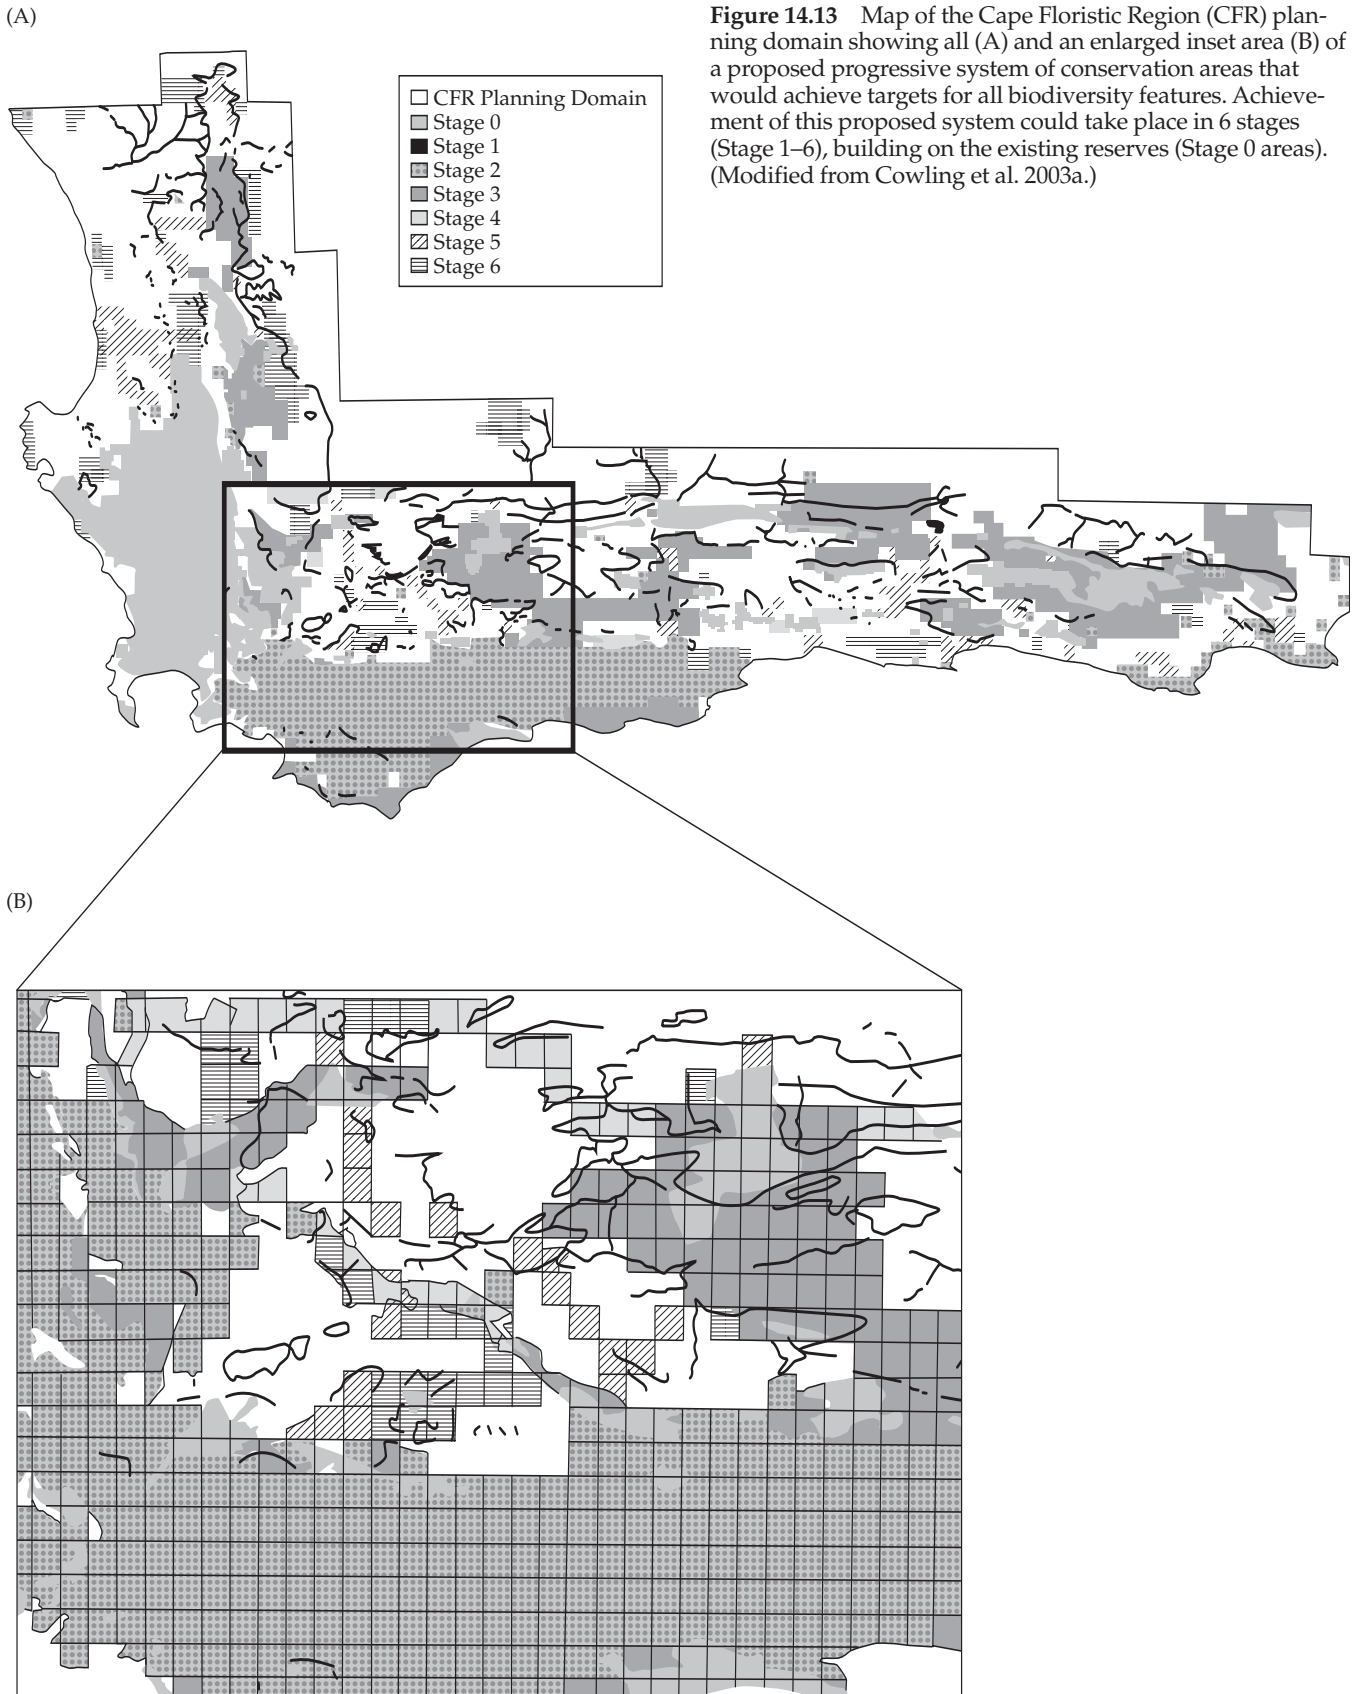 (A)
Figure 14.13 Map of the Cape Floristic Region (CFR) plan-
ning domain showing all (A) and an enlarged inset area (B) of
a proposed progressive system of conservation areas that
would achieve targets for all biodiversity features. Achieve-
ment of this proposed system could take place in 6 stages
(Stage 1–6), building on the existing reserves (Stage 0 areas).
(Modified from Cowling et al. 2003a.)
CFR Planning Domain
Stage 0
Stage 1
Stage 2
Stage 3
Stage 4
Stage 5
Stage 6
(B)